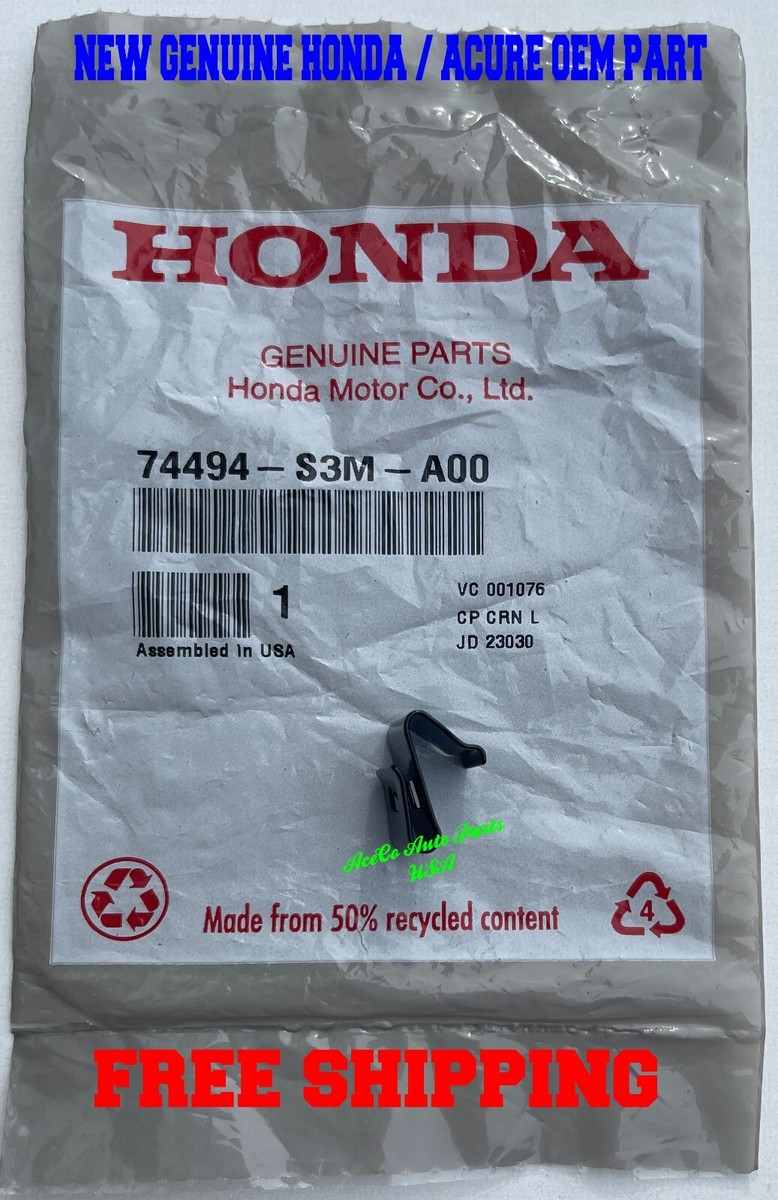 NEW GENUINE HONDA / ACURE OEM PART
HONDA
GENUINE PARTS
Honda Motor Co., Ltd.
74494-S3M-A00
1
VC 001076
CP CRN L
JD 23030
Assembled in USA
AceCo Auto Parts
USA
Made from 50% recycled content
4
FREE SHIPPING